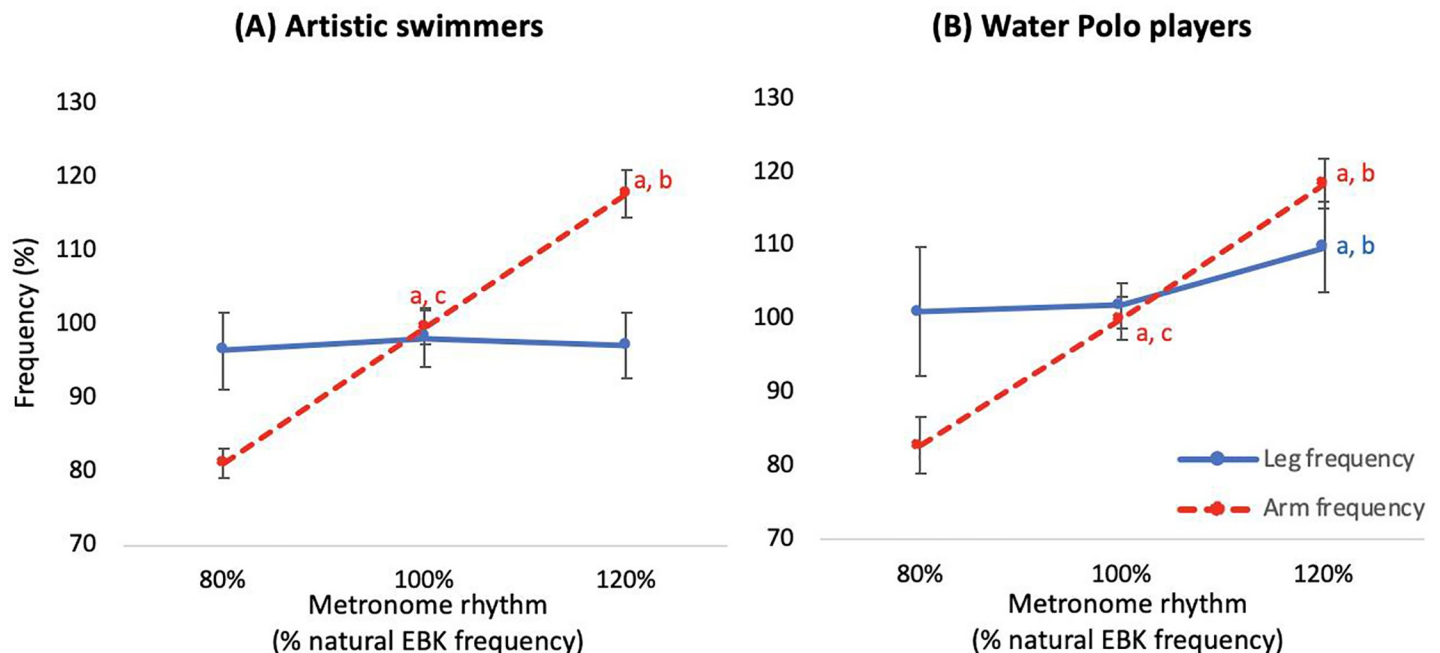 (A) Artistic swimmers
130
120
110
100
90
80
70
Frequency (%)
a, b
a, c
80%
100%
120%
Metronome rhythm
(% natural EBK frequency)
(B) Water Polo players
130
120
110
100
90
80
70
a, b
a, b
a, c
Leg frequency
Arm frequency
80%
100%
120%
Metronome rhythm
(% natural EBK frequency)